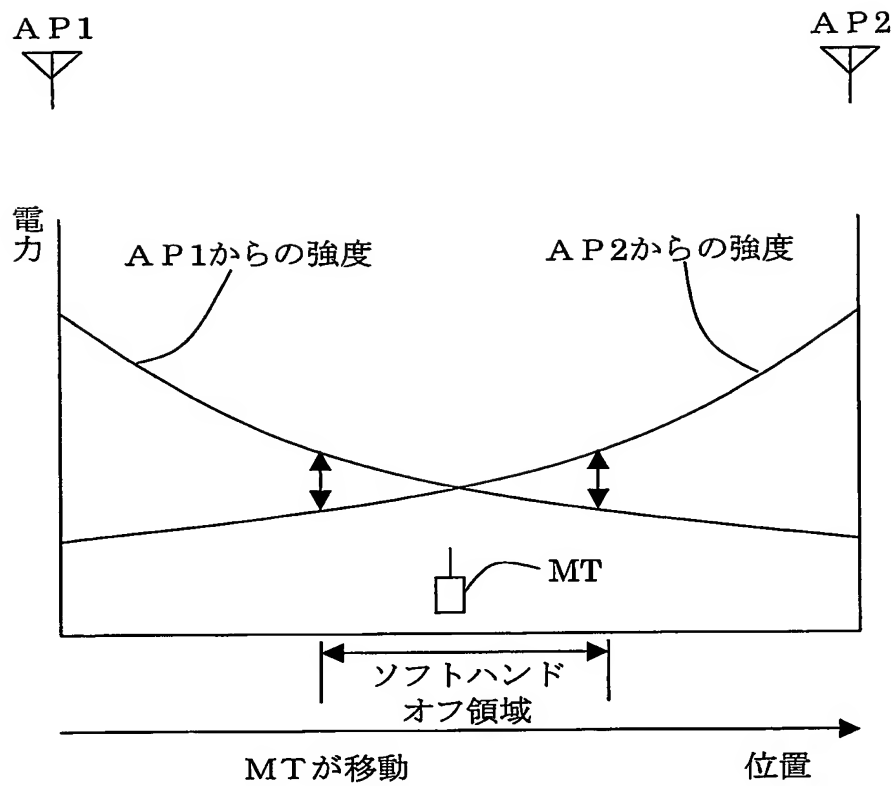 ＡＰ1
ＡＰ2
電力
ＡＰ1からの強度
ＡＰ2からの強度
MT
ソフトハンド
オフ領域
MTが移動
位置